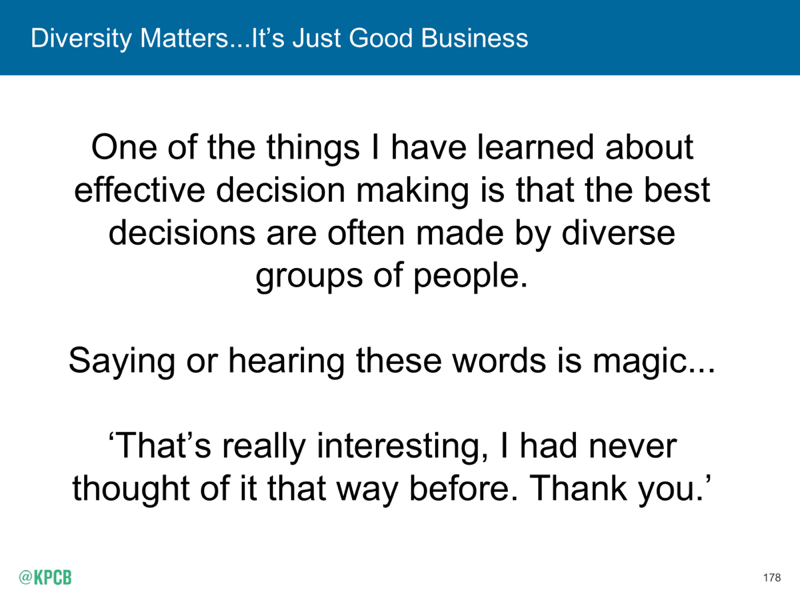 Diversity Matters...It’s Just Good Business
One of the things I have learned about
effective decision making is that the best
decisions are often made by diverse
groups of people.
Saying or hearing these words is magic...
‘That’s really interesting, I had never
thought of it that way before. Thank you.’
@KPCB
178